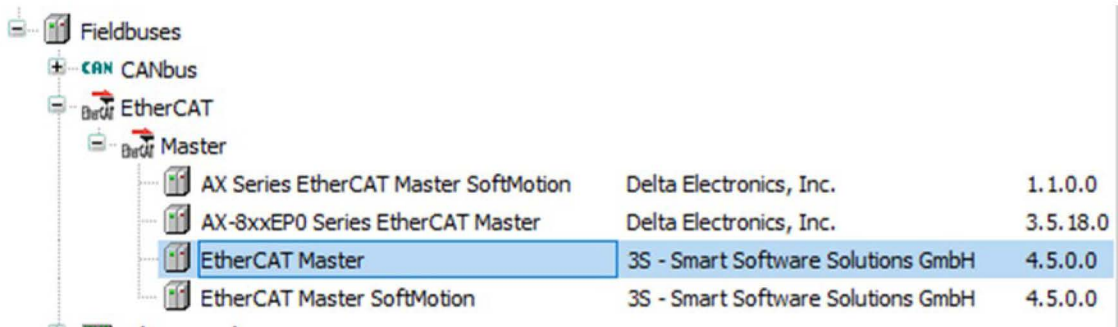 Fieldbuses
CAN CANbus
EtherCAT EtherCAT
EtherCAT Master
AX Series EtherCAT Master SoftMotion Delta Electronics, Inc. 1.1.0.0
AX-8xxEP0 Series EtherCAT Master Delta Electronics, Inc. 3.5.18.0
EtherCAT Master 3S - Smart Software Solutions GmbH 4.5.0.0
EtherCAT Master SoftMotion 3S - Smart Software Solutions GmbH 4.5.0.0